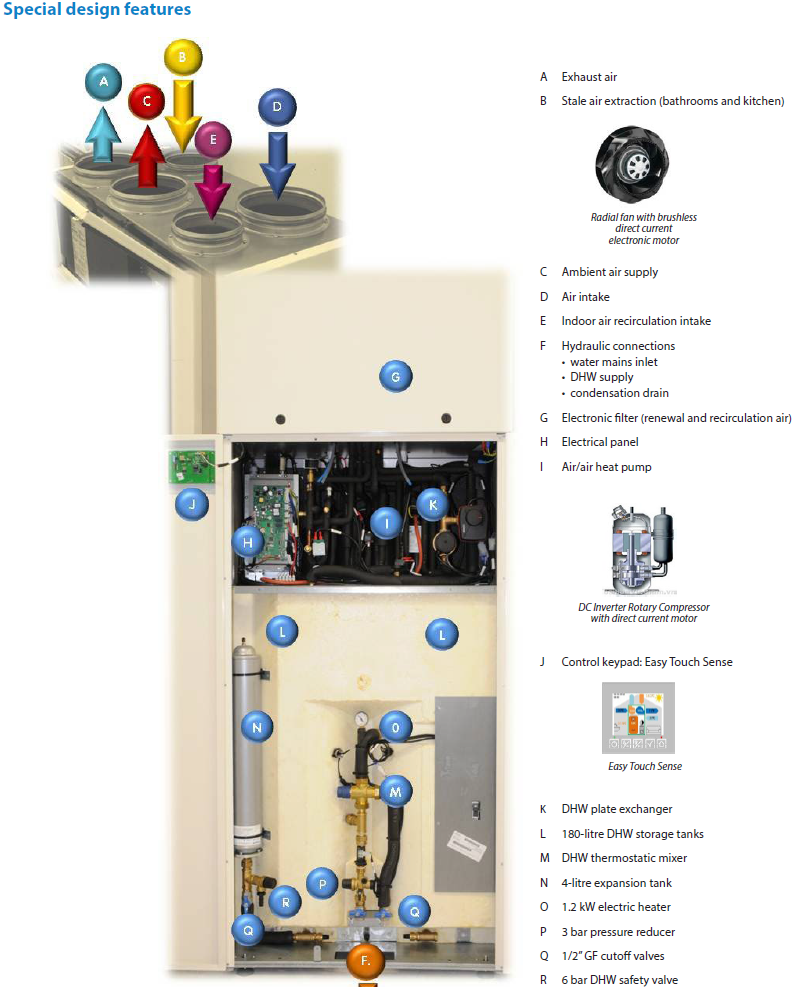 Special design features
A
B
C
D
E
G
J
H
I
K
L
L
N
O
M
P
R
Q
Q
F.
A Exhaust air
B Stale air extraction (bathrooms and kitchen)
Radial fan with brushless
direct current
electronic motor
C Ambient air supply
D Air intake
E Indoor air recirculation intake
F Hydraulic connections
• water mains inlet
• DHW supply
• condensation drain
G Electronic filter (renewal and recirculation air)
H Electrical panel
I Air/air heat pump
DC Inverter Rotary Compressor
with direct current motor
J Control keypad: Easy Touch Sense
Easy Touch Sense
K DHW plate exchanger
L 180-litre DHW storage tanks
M DHW thermostatic mixer
N 4-litre expansion tank
O 1.2 kW electric heater
P 3 bar pressure reducer
Q 1/2” GF cutoff valves
R 6 bar DHW safety valve